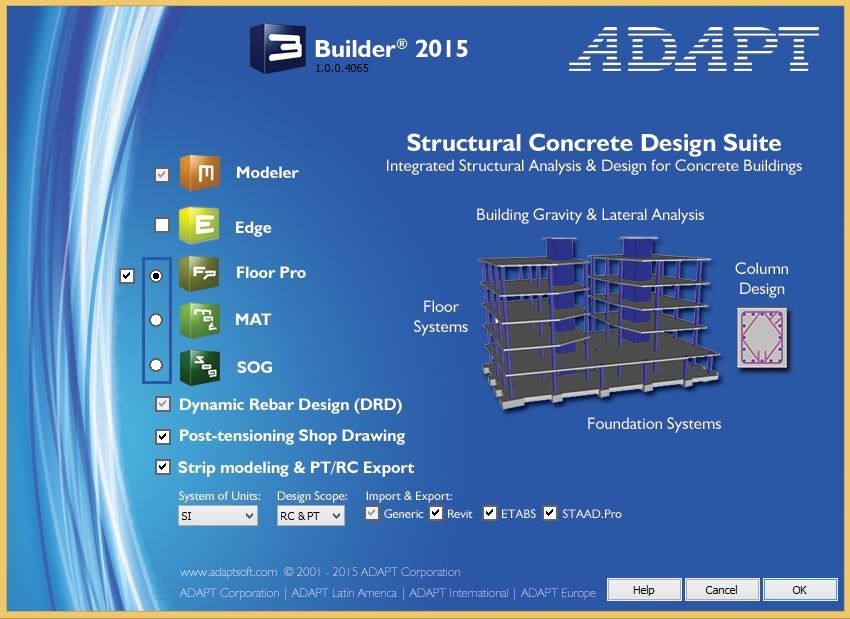 Builder® 2015
1.0.0.4065
ADAPT
Structural Concrete Design Suite
Integrated Structural Analysis & Design for Concrete Buildings
Modeler
Edge
Floor Pro
MAT
SOG
Dynamic Rebar Design (DRD)
Post-tensioning Shop Drawing
Strip modeling & PT/RC Export
Building Gravity & Lateral Analysis
Floor
Systems
Column
Design
Foundation Systems
System of Units:
Design Scope:
Import & Export:
SI
RC & PT
Generic
Revit
ETABS
STAAD.Pro
www.adaptsoft.com © 2001 - 2015 ADAPT Corporation
ADAPT Corporation | ADAPT Latin America | ADAPT International | ADAPT Europe
Help
Cancel
OK